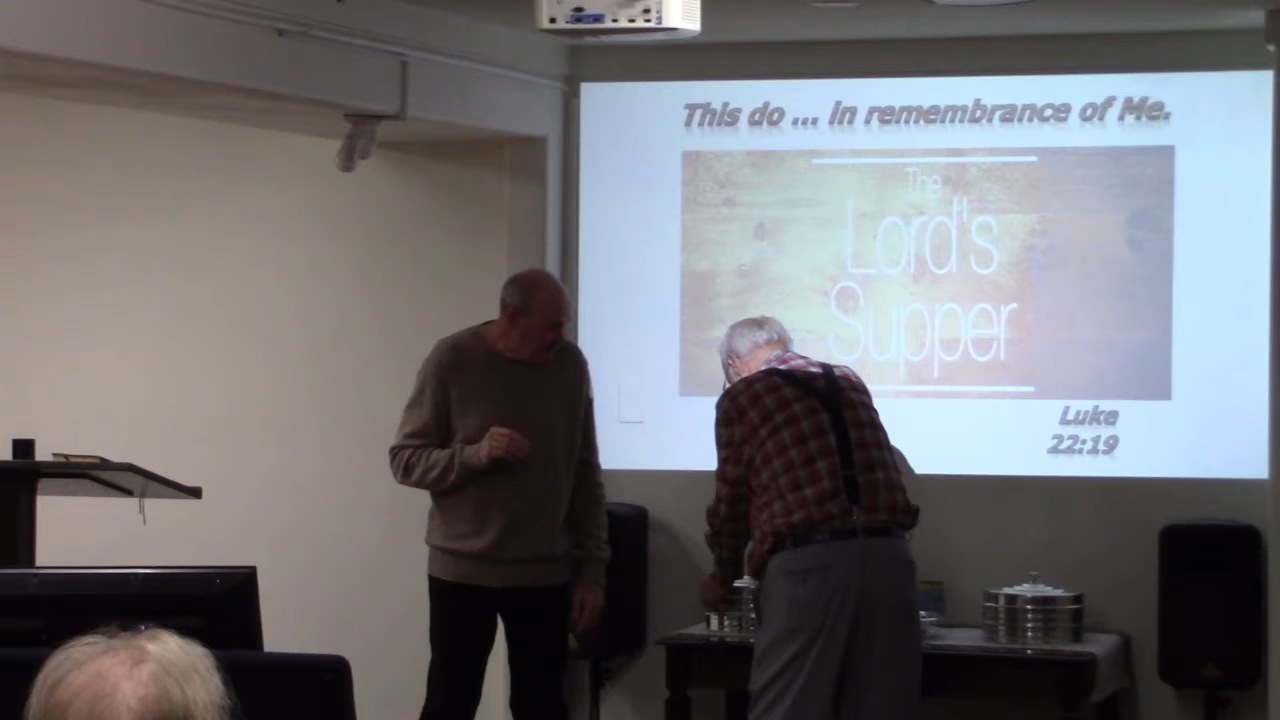 This do ... in remembrance of Me.
The
Lord's
Supper
Luke
22:19